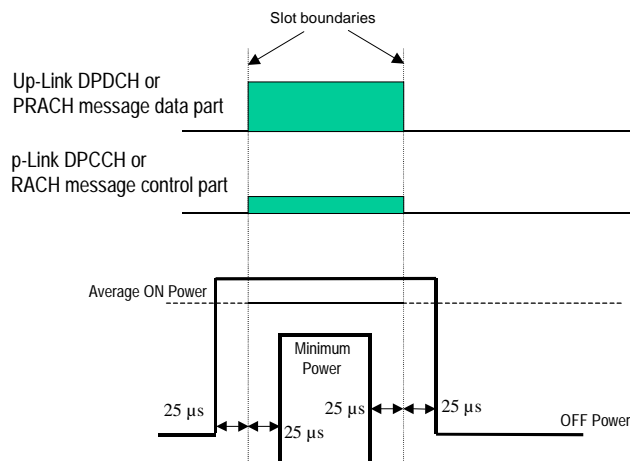 Slot boundaries
Up-Link DPDCH or
PRACH message data part
p-Link DPCCH or
RACH message control part
Average ON Power
Minimum
Power
25 µs
25 µs
25 µs
25 µs
OFF Power